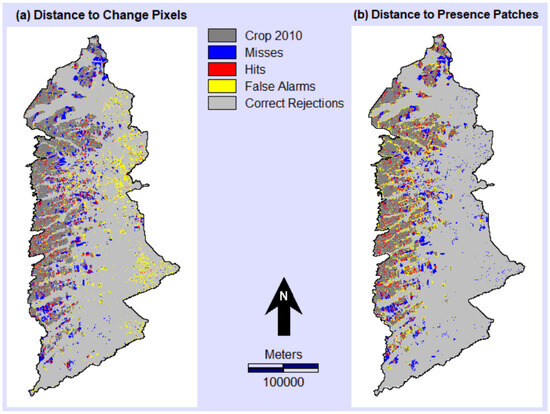 (a) Distance to Change Pixels
(b) Distance to Presence Patches
Crop 2010
Misses
Hits
False Alarms
Correct Rejections
N
Meters
100000